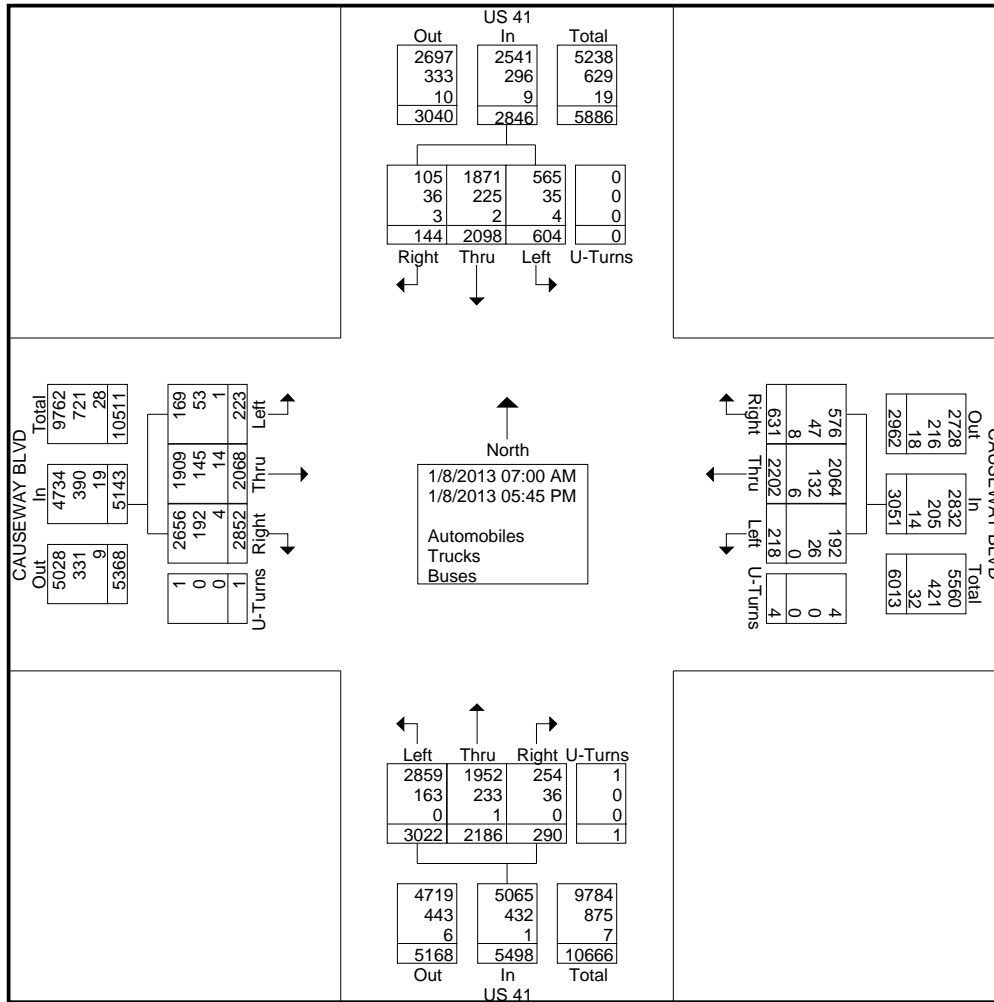 US 41
Out In Total
2697 2541 5238
333 296 629
10 9 19
3040 2846 5886
105 1871 565 0
36 225 35 0
3 2 4 0
144 2098 604 0
Right Thru Left U-Turns
CAUSEWAY BLVD
Total In Out
9762 4734 5028
721 390 331
28 19 9
10511 5143 5368
169 1909 2656 1
53 145 192 0
1 14 4 0
223 2068 2852 1
Left Thru Right U-Turns
North
1/8/2013 07:00 AM
1/8/2013 05:45 PM
Automobiles
Trucks
Buses
Right Thru Left U-Turns
576 2064 192 4
47 132 26 0
8 6 0 0
631 2202 218 4
CAUSEWAY BLVD
Out In Total
2728 2832 5560
216 205 421
18 14 32
2962 3051 6013
Left Thru Right U-Turns
2859 1952 254 1
163 233 36 0
0 1 0 0
3022 2186 290 1
4719 5065 9784
443 432 875
6 1 7
5168 5498 10666
Out In Total
US 41